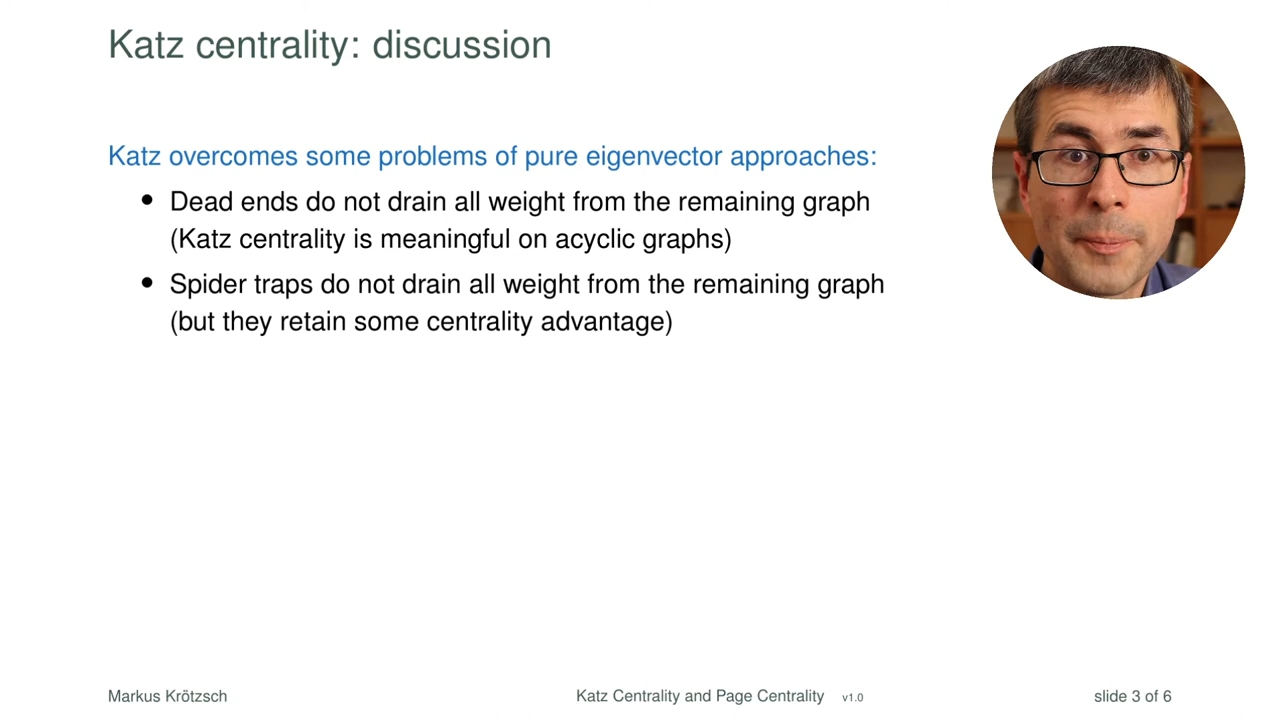 Katz centrality: discussion
Katz overcomes some problems of pure eigenvector approaches:
• Dead ends do not drain all weight from the remaining graph
(Katz centrality is meaningful on acyclic graphs)
• Spider traps do not drain all weight from the remaining graph
(but they retain some centrality advantage)
Markus Krötzsch Katz Centrality and Page Centrality v1.0 slide 3 of 6